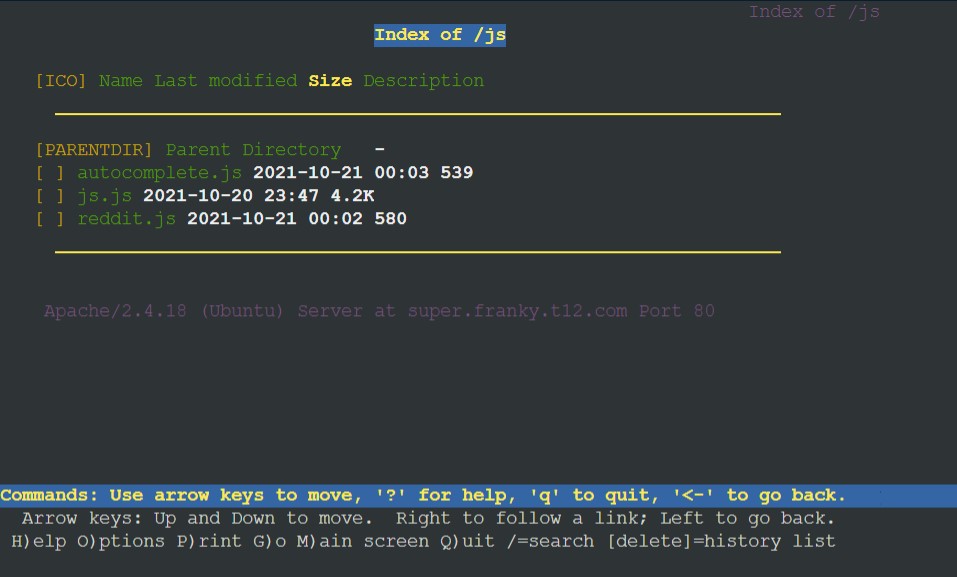 Index of /js
Index of /js
[ICO] Name Last modified Size Description
[PARENTDIR] Parent Directory -
[ ] autocomplete.js 2021-10-21 00:03 539
[ ] js.js 2021-10-20 23:47 4.2K
[ ] reddit.js 2021-10-21 00:02 580
Apache/2.4.18 (Ubuntu) Server at super.franky.t12.com Port 80
Commands: Use arrow keys to move, '?' for help, 'q' to quit, '<-' to go back.
Arrow keys: Up and Down to move. Right to follow a link; Left to go back.
H)elp O)ptions P)rint G)o M)ain screen Q)uit /=search [delete]=history list